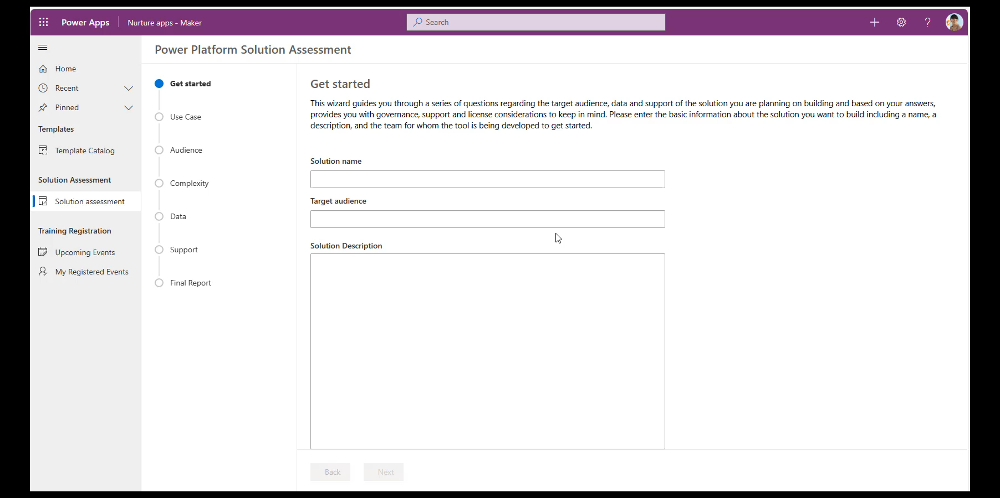 Power Apps
Nurture apps - Maker
Search
Home
Recent
Pinned
Templates
Template Catalog
Solution Assessment
Solution assessment
Training Registration
Upcoming Events
My Registered Events
Power Platform Solution Assessment
Get started
Use Case
Audience
Complexity
Data
Support
Final Report
Get started
This wizard guides you through a series of questions regarding the target audience, data and support of the solution you are planning on building and based on your answers,
provides you with governance, support and license considerations to keep in mind. Please enter the basic information about the solution you want to build including a name, a
description, and the team for whom the tool is being developed to get started.
Solution name
Target audience
Solution Description
Back
Next